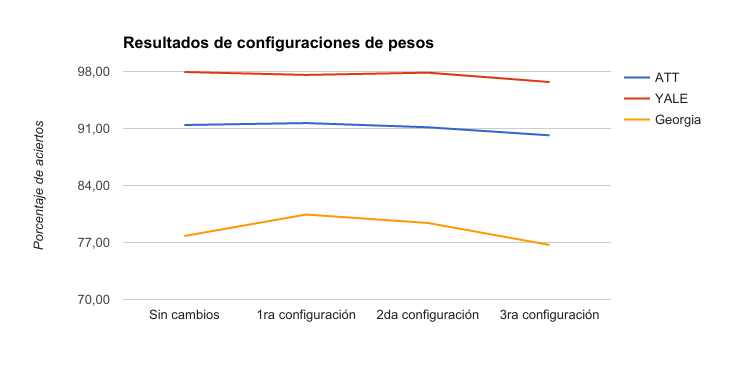 Resultados de configuraciones de pesos
98,00
91,00
84,00
77,00
70,00
Porcentaje de aciertos
Sin cambios
1ra configuración
2da configuración
3ra configuración
ATT
YALE
Georgia